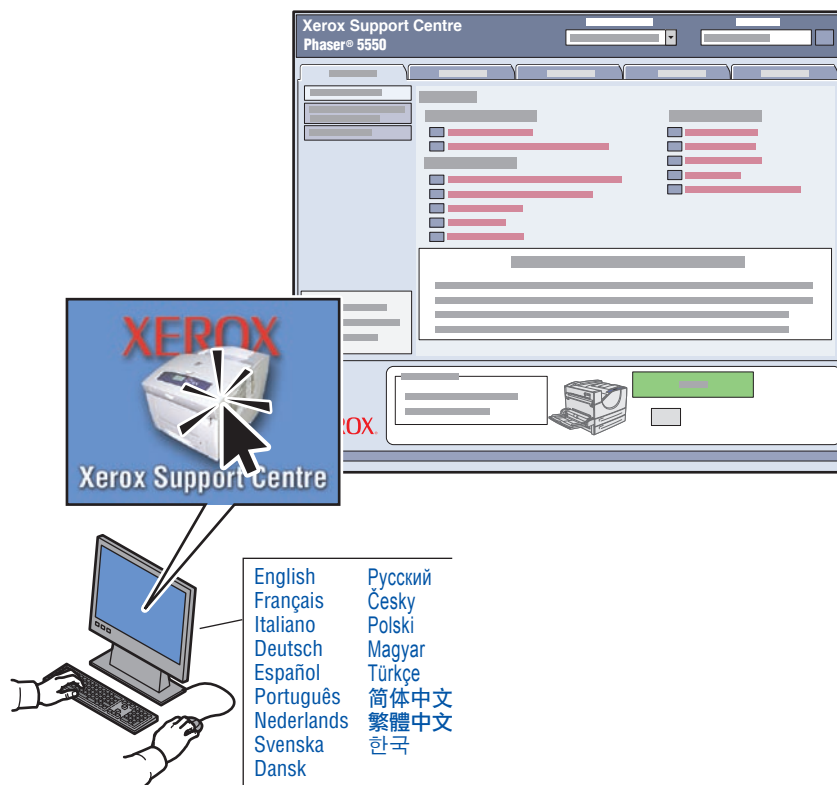 Xerox Support Centre
Phaser® 5550
XEROX
Xerox Support Centre
OX.
English
Français
Italiano
Deutsch
Español
Português
Nederlands
Svenska
Dansk
Русский
Česky
Polski
Magyar
Türkçe
简体中文
繁體中文
한국